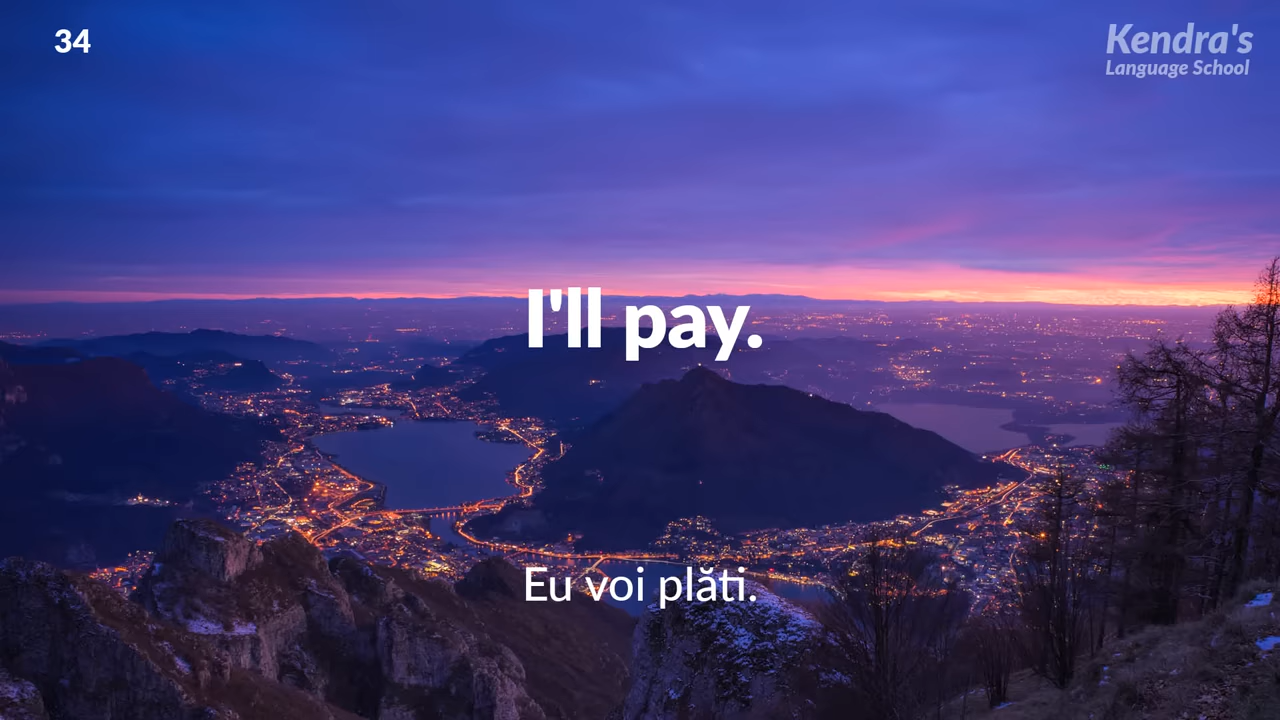 34
Kendra's
Language School
I'll pay.
Eu voi plăti.